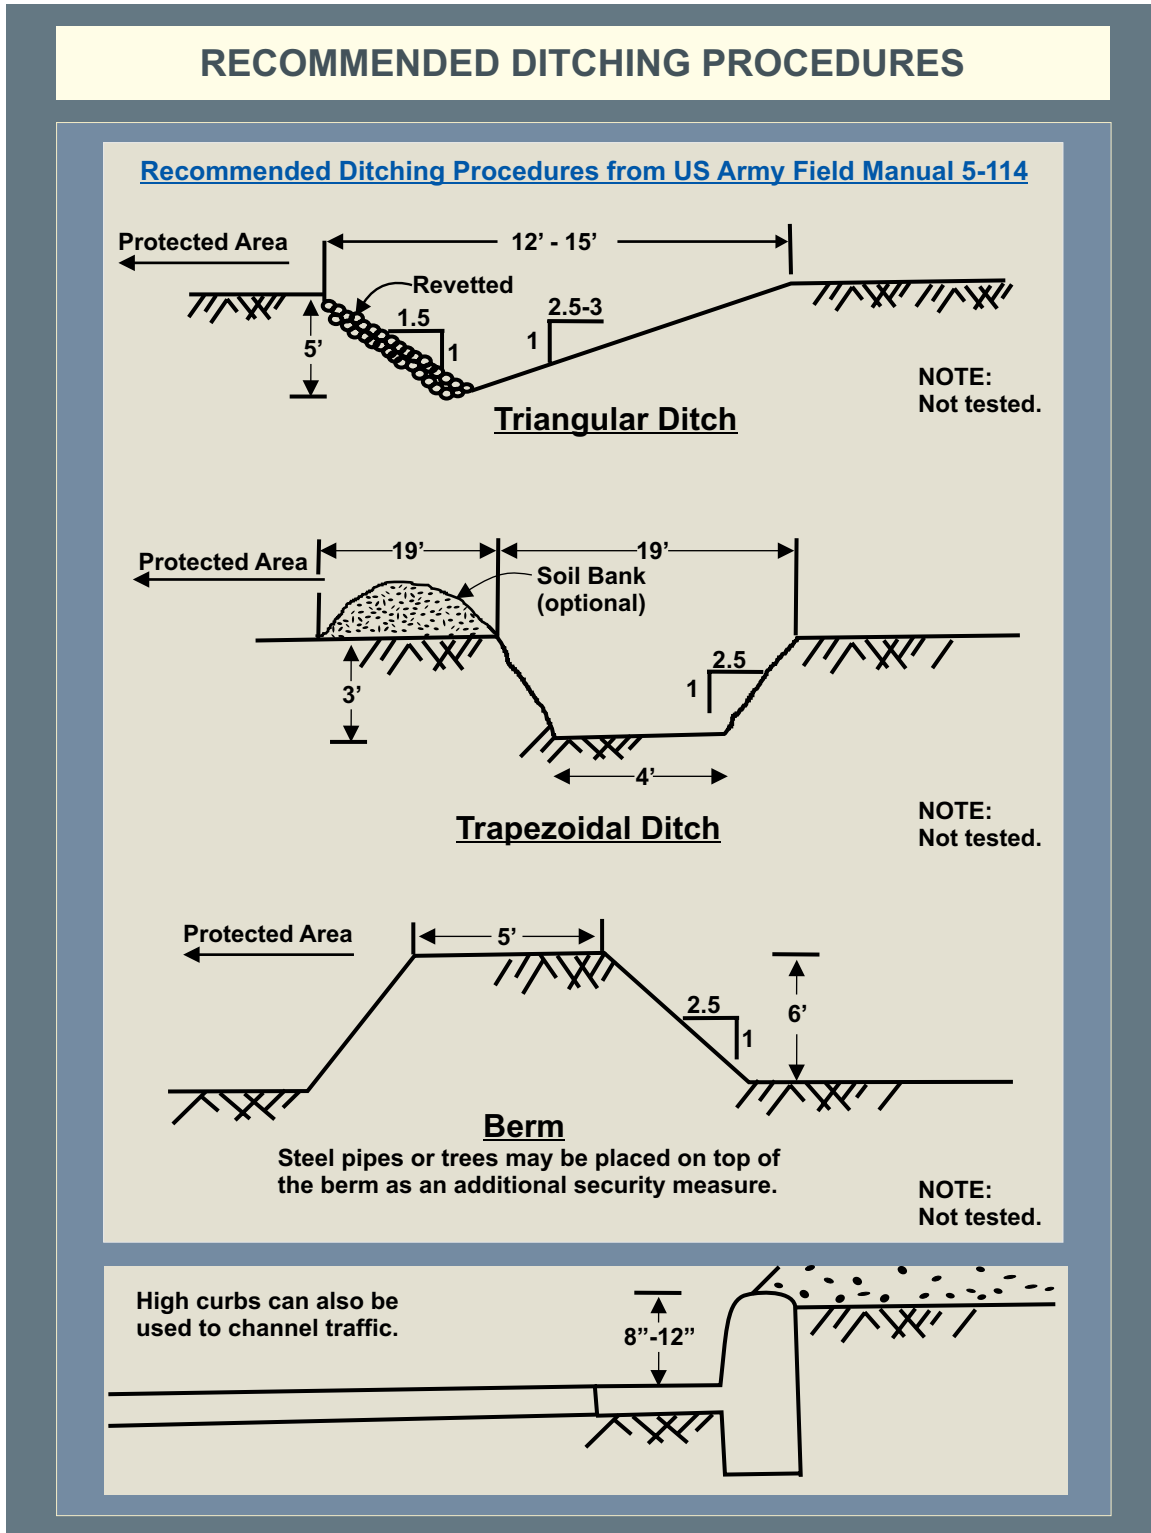 RECOMMENDED DITCHING PROCEDURES
Recommended Ditching Procedures from US Army Field Manual 5-114
Protected Area
12’ - 15’
Revetted
1.5
1
2.5-3
1
5’
NOTE:
Not tested.
Triangular Ditch
Protected Area
19’
19’
Soil Bank
(optional)
2.5
1
3’
4’
NOTE:
Not tested.
Trapezoidal Ditch
Protected Area
5’
2.5
1
6’
Berm
Steel pipes or trees may be placed on top of
the berm as an additional security measure.
NOTE:
Not tested.
High curbs can also be
used to channel traffic.
8”-12”